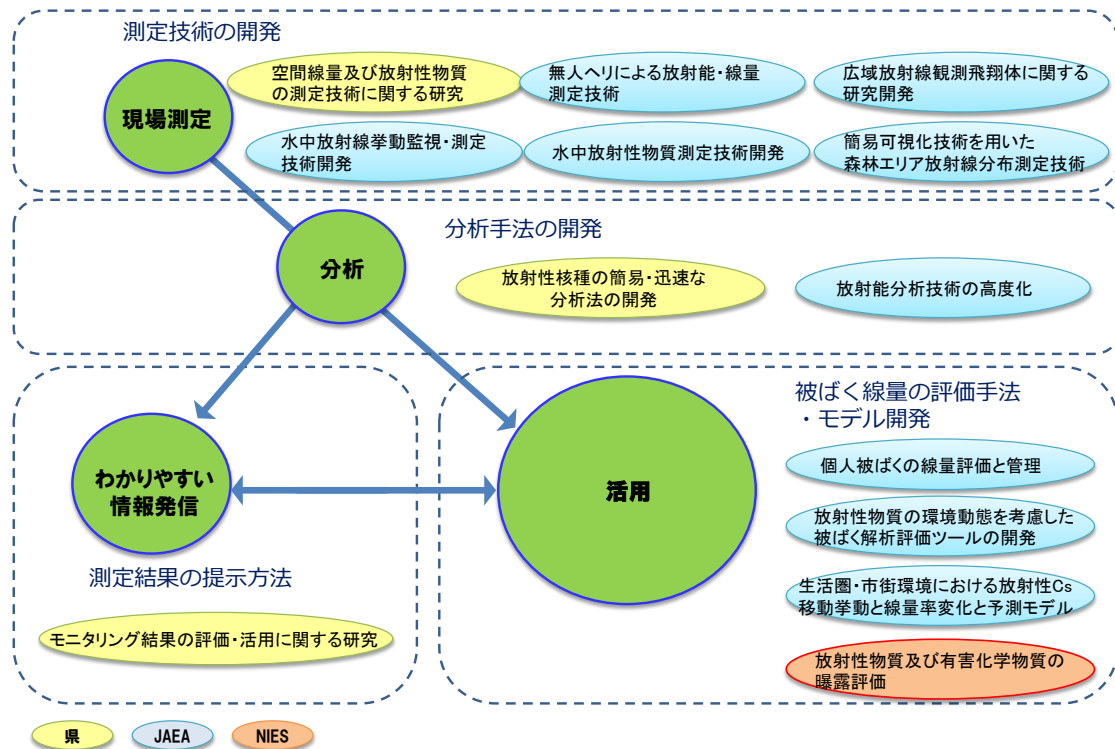 測定技術の開発
現場測定
空間線量及び放射性物質
の測定技術に関する研究
無人ヘリによる放射能・線量
測定技術
広域放射線観測飛翔体に関する
研究開発
水中放射線挙動監視・測定
技術開発
水中放射性物質測定技術開発
簡易可視化技術を用いた
森林エリア放射線分布測定技術
分析手法の開発
分析
放射性核種の簡易・迅速な
分析法の開発
放射能分析技術の高度化
わかりやすい
情報発信
測定結果の提示方法
モニタリング結果の評価・活用に関する研究
活用
被ばく線量の評価手法
・モデル開発
個人被ばくの線量評価と管理
放射性物質の環境動態を考慮した
被ばく解析評価ツールの開発
生活圏・市街環境における放射性Cs
移動挙動と線量率変化と予測モデル
放射性物質及び有害化学物質の
曝露評価
県
JAEA
NIES